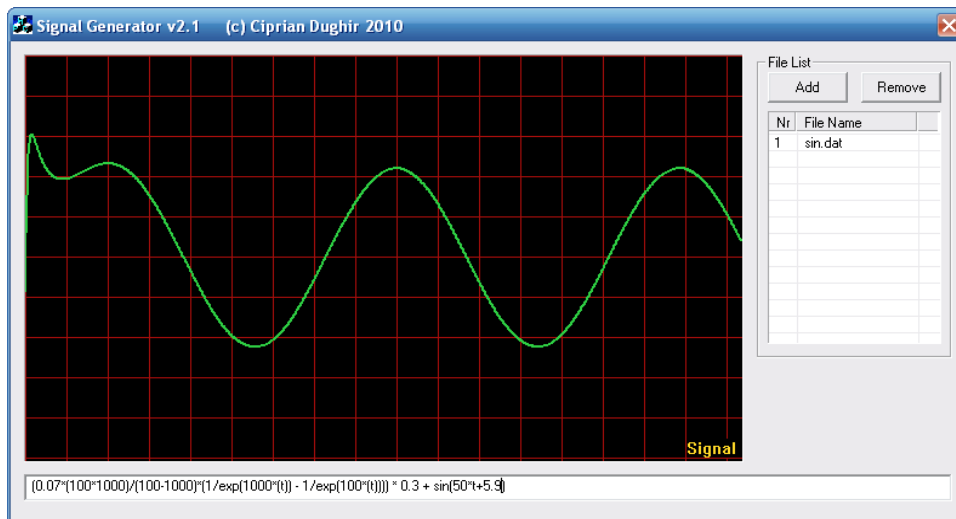 Signal Generator v2.1 (c) Ciprian Dughir 2010
File List
Add Remove
Nr File Name
1 sin.dat
Signal
(0.07*(100*1000)/(100-1000)*(1/exp(1000*(t)) - 1/exp(100*(t)))) * 0.3 + sin(50*t+5.9)